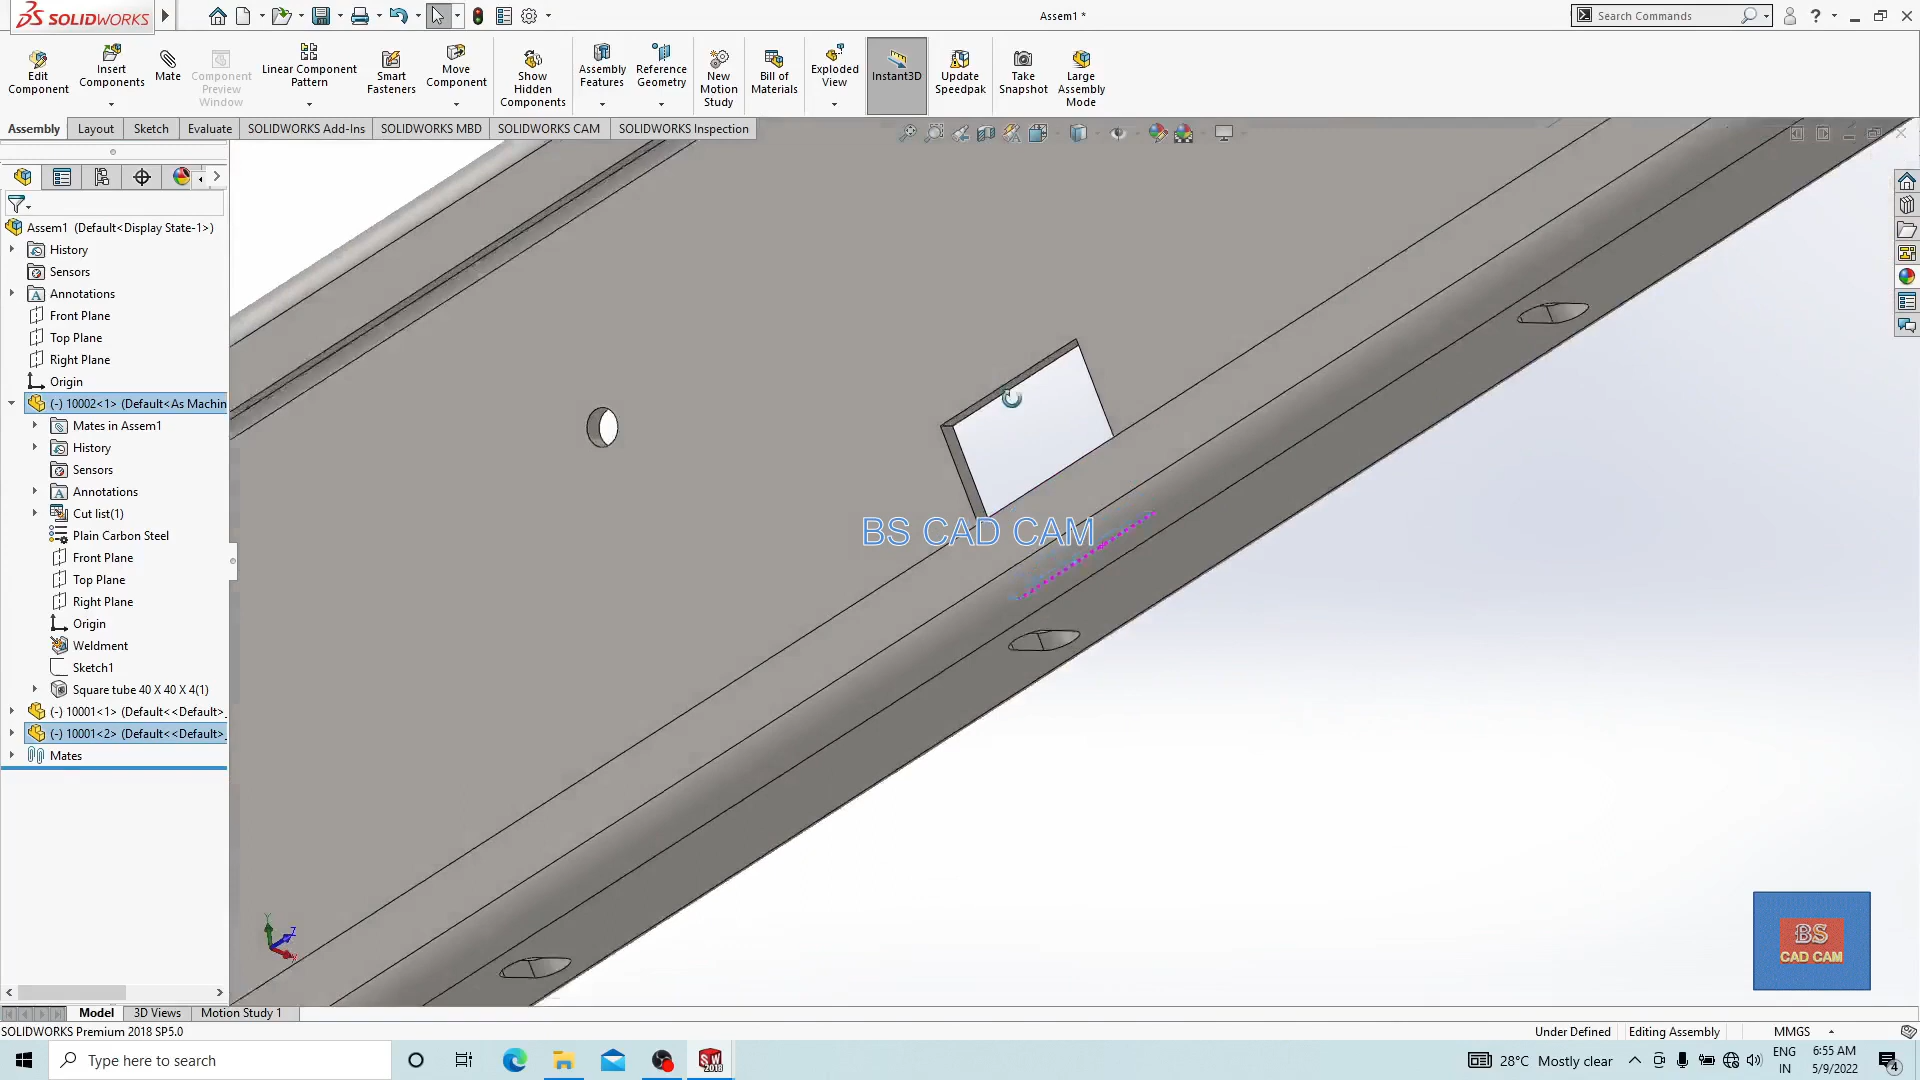 SOLIDWORKS
Assem1 *
Search Commands
Edit Component
Insert Components
Mate
Component Preview Window
Linear Component Pattern
Smart Fasteners
Move Component
Show Hidden Components
Assembly Features
Reference Geometry
New Motion Study
Bill of Materials
Exploded View
Instant3D
Update Speedpak
Take Snapshot
Large Assembly Mode
Assembly
Layout
Sketch
Evaluate
SOLIDWORKS Add-Ins
SOLIDWORKS MBD
SOLIDWORKS CAM
SOLIDWORKS Inspection
Assem1 (Default<Display State-1>)
History
Sensors
Annotations
Front Plane
Top Plane
Right Plane
Origin
(-) 10002<1> (Default<As Machin
Mates in Assem1
History
Sensors
Annotations
Cut list(1)
Plain Carbon Steel
Front Plane
Top Plane
Right Plane
Origin
Weldment
Sketch1
Square tube 40 X 40 X 4(1)
(-) 10001<1> (Default<<Default>_
(-) 10001<2> (Default<<Default>_
Mates
BS CAD CAM
Y
Z
X
BS
CAD CAM
Model
3D Views
Motion Study 1
SOLIDWORKS Premium 2018 SP5.0
Under Defined
Editing Assembly
MMGS
Type here to search
SW
2018
28°C Mostly clear
ENG
IN
6:55 AM
5/9/2022
4